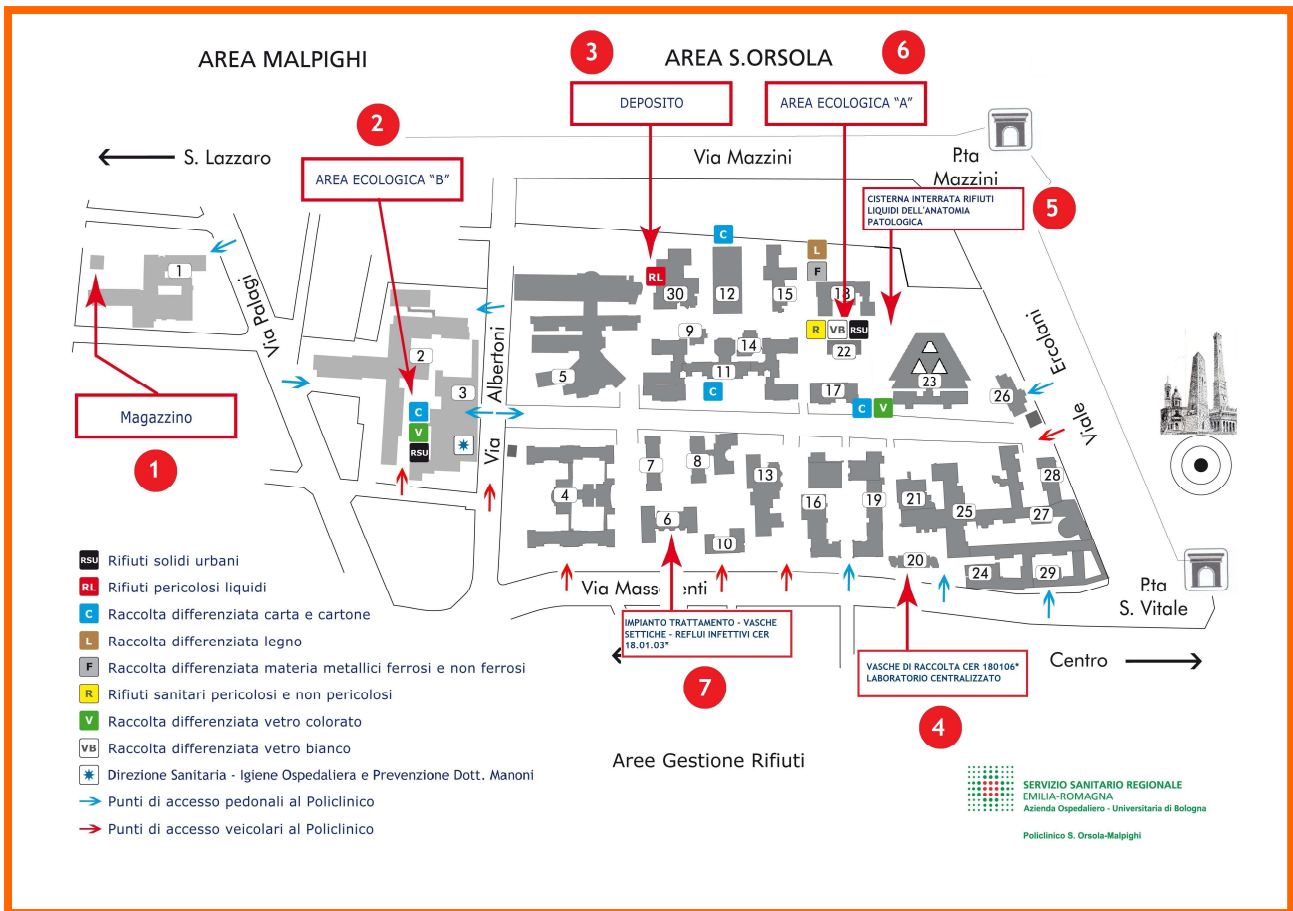 AREA MALPIGHI
3
AREA S.ORSOLA
6
DEPOSITO
AREA ECOLOGICA "A"
2
S. Lazzaro
AREA ECOLOGICA "B"
Via Mazzini
P.ta
Mazzini
CISTERNA INTERRATA RIFIUTI
LIQUIDI DELL'ANATOMIA
PATOLOGICA
5
1
Via Palagi
Magazzino
1
2
3
C
V
RSU
Via Albertoni
5
RL
30
C
12
15
L
F
18
9
14
11
C
R
VB
RSU
22
17
C
V
23
26
Viale Ercolani
4
7
8
13
6
10
16
19
21
25
28
27
20
24
29
Via Mass enti
P.ta
S. Vitale
Centro
IMPIANTO TRATTAMENTO - VASCHE
SETTICHE - REFLUI INFETTIVI CER
18.01.03*
7
VASCHE DI RACCOLTA CER 180106*
LABORATORIO CENTRALIZZATO
4
RSU Rifiuti solidi urbani
RL Rifiuti pericolosi liquidi
C Raccolta differenziata carta e cartone
L Raccolta differenziata legno
F Raccolta differenziata materia metallici ferrosi e non ferrosi
R Rifiuti sanitari pericolosi e non pericolosi
V Raccolta differenziata vetro colorato
VB Raccolta differenziata vetro bianco
Direzione Sanitaria - Igiene Ospedaliera e Prevenzione Dott. Manoni
Punti di accesso pedonali al Policlinico
Punti di accesso veicolari al Policlinico
Aree Gestione Rifiuti
SERVIZIO SANITARIO REGIONALE
EMILIA-ROMAGNA
Azienda Ospedaliero - Universitaria di Bologna
Policlinico S. Orsola-Malpighi